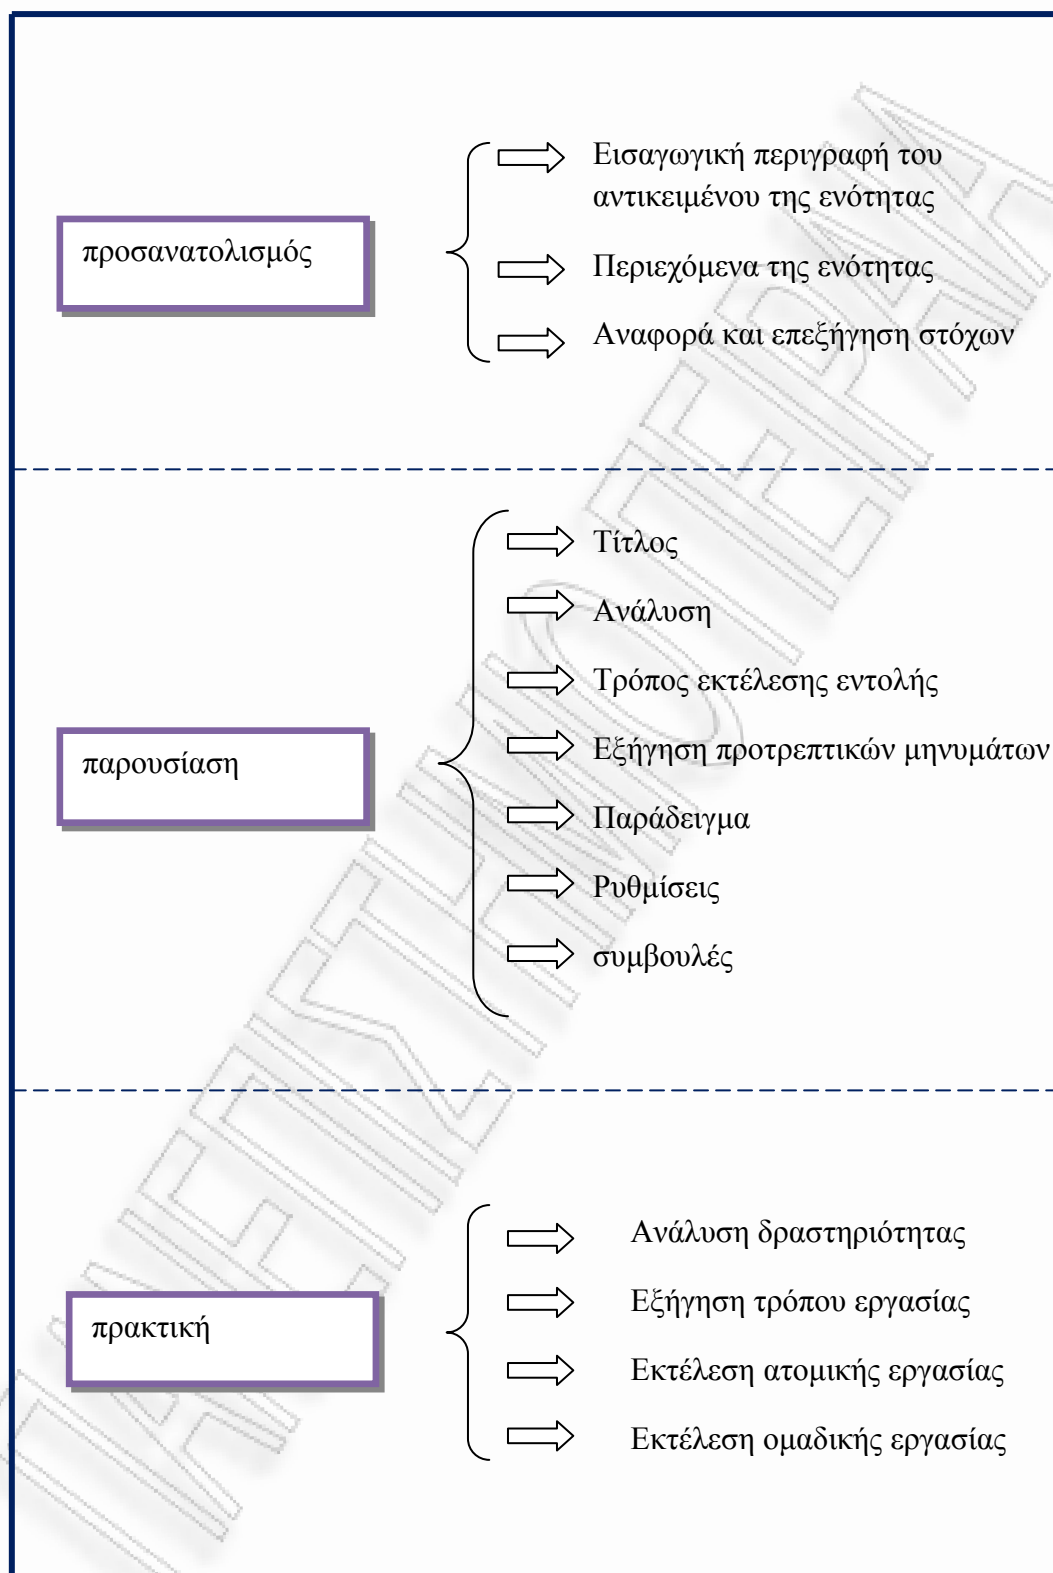 προσανατολισμός
Εισαγωγική περιγραφή του
αντικειμένου της ενότητας
Περιεχόμενα της ενότητας
Αναφορά και επεξήγηση στόχων
παρουσίαση
Τίτλος
Ανάλυση
Τρόπος εκτέλεσης εντολής
Εξήγηση προτρεπτικών μηνυμάτων
Παράδειγμα
Ρυθμίσεις
συμβουλές
πρακτική
Ανάλυση δραστηριότητας
Εξήγηση τρόπου εργασίας
Εκτέλεση ατομικής εργασίας
Εκτέλεση ομαδικής εργασίας
ΠΑΝΕΠΙΣΤΗΜΙΟ ΠΕΙΡΑΙΑ